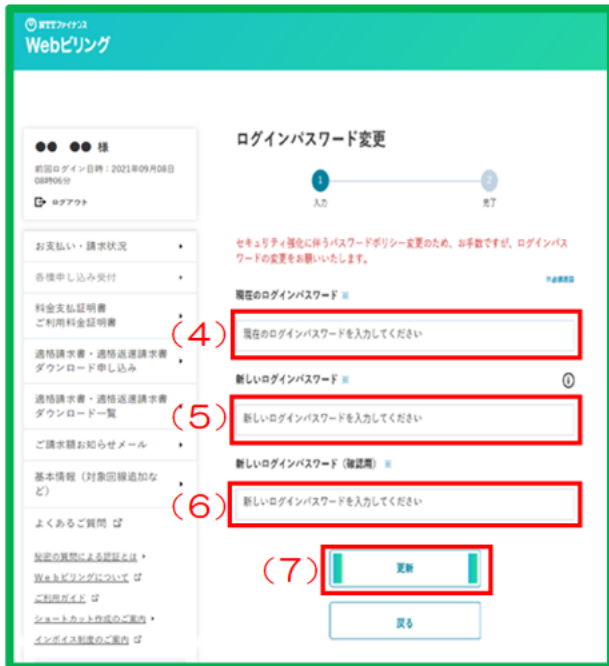 NTTファイナンス
Webビリング
●● ●● 様
前回ログイン日時:2021年09月08日
08時06分
ログアウト
お支払い・請求状況
各種申し込み受付
料金支払証明書
ご利用料金証明書
適格請求書・適格返還請求書
ダウンロード申し込み
適格請求書・適格返還請求書
ダウンロード一覧
ご請求額お知らせメール
基本情報(対象回線追加な
ど)
よくあるご質問
秘密の質問による認証とは
Webビリングについて
ご利用ガイド
ショートカット作成のご案内
インボイス制度のご案内
ログインパスワード変更
1
2
入力
完了
セキュリティ強化に伴うパスワードポリシー変更のため、お手数ですが、ログインパス
ワードの変更をお願いいたします。
※必須項目
現在のログインパスワード ※
(4)
現在のログインパスワードを入力してください
新しいログインパスワード ※
(5)
新しいログインパスワードを入力してください
新しいログインパスワード(確認用) ※
(6)
新しいログインパスワードを入力してください
(7)
更新
戻る